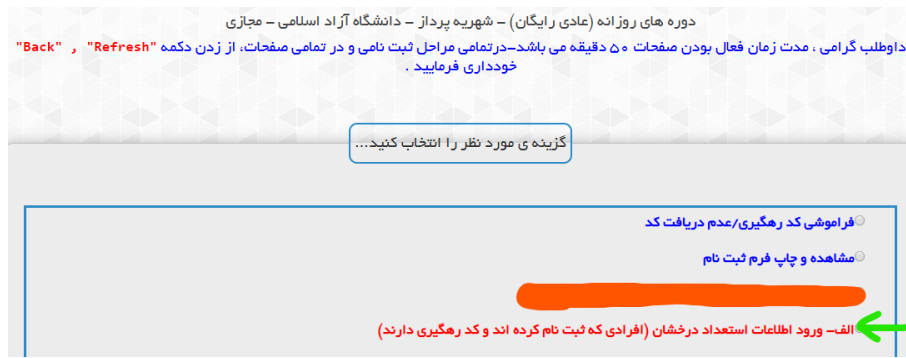 دوره های روزانه (عادی رایگان) – شهریه پرداز – دانشگاه آزاد اسلامی – مجازی
داوطلب گرامی ، مدت زمان فعال بودن صفحات ۵۰ دقیقه می باشد–درتمامی مراحل ثبت نامی و در تمامی صفحات، از زدن دکمه "Back" , "Refresh"
خودداری فرمایید .
گزینه ی مورد نظر را انتخاب کنید...
فراموشی کد رهگیری/عدم دریافت کد
مشاهده و چاپ فرم ثبت نام
الف– ورود اطلاعات استعداد درخشان (افرادی که ثبت نام کرده اند و کد رهگیری دارند)